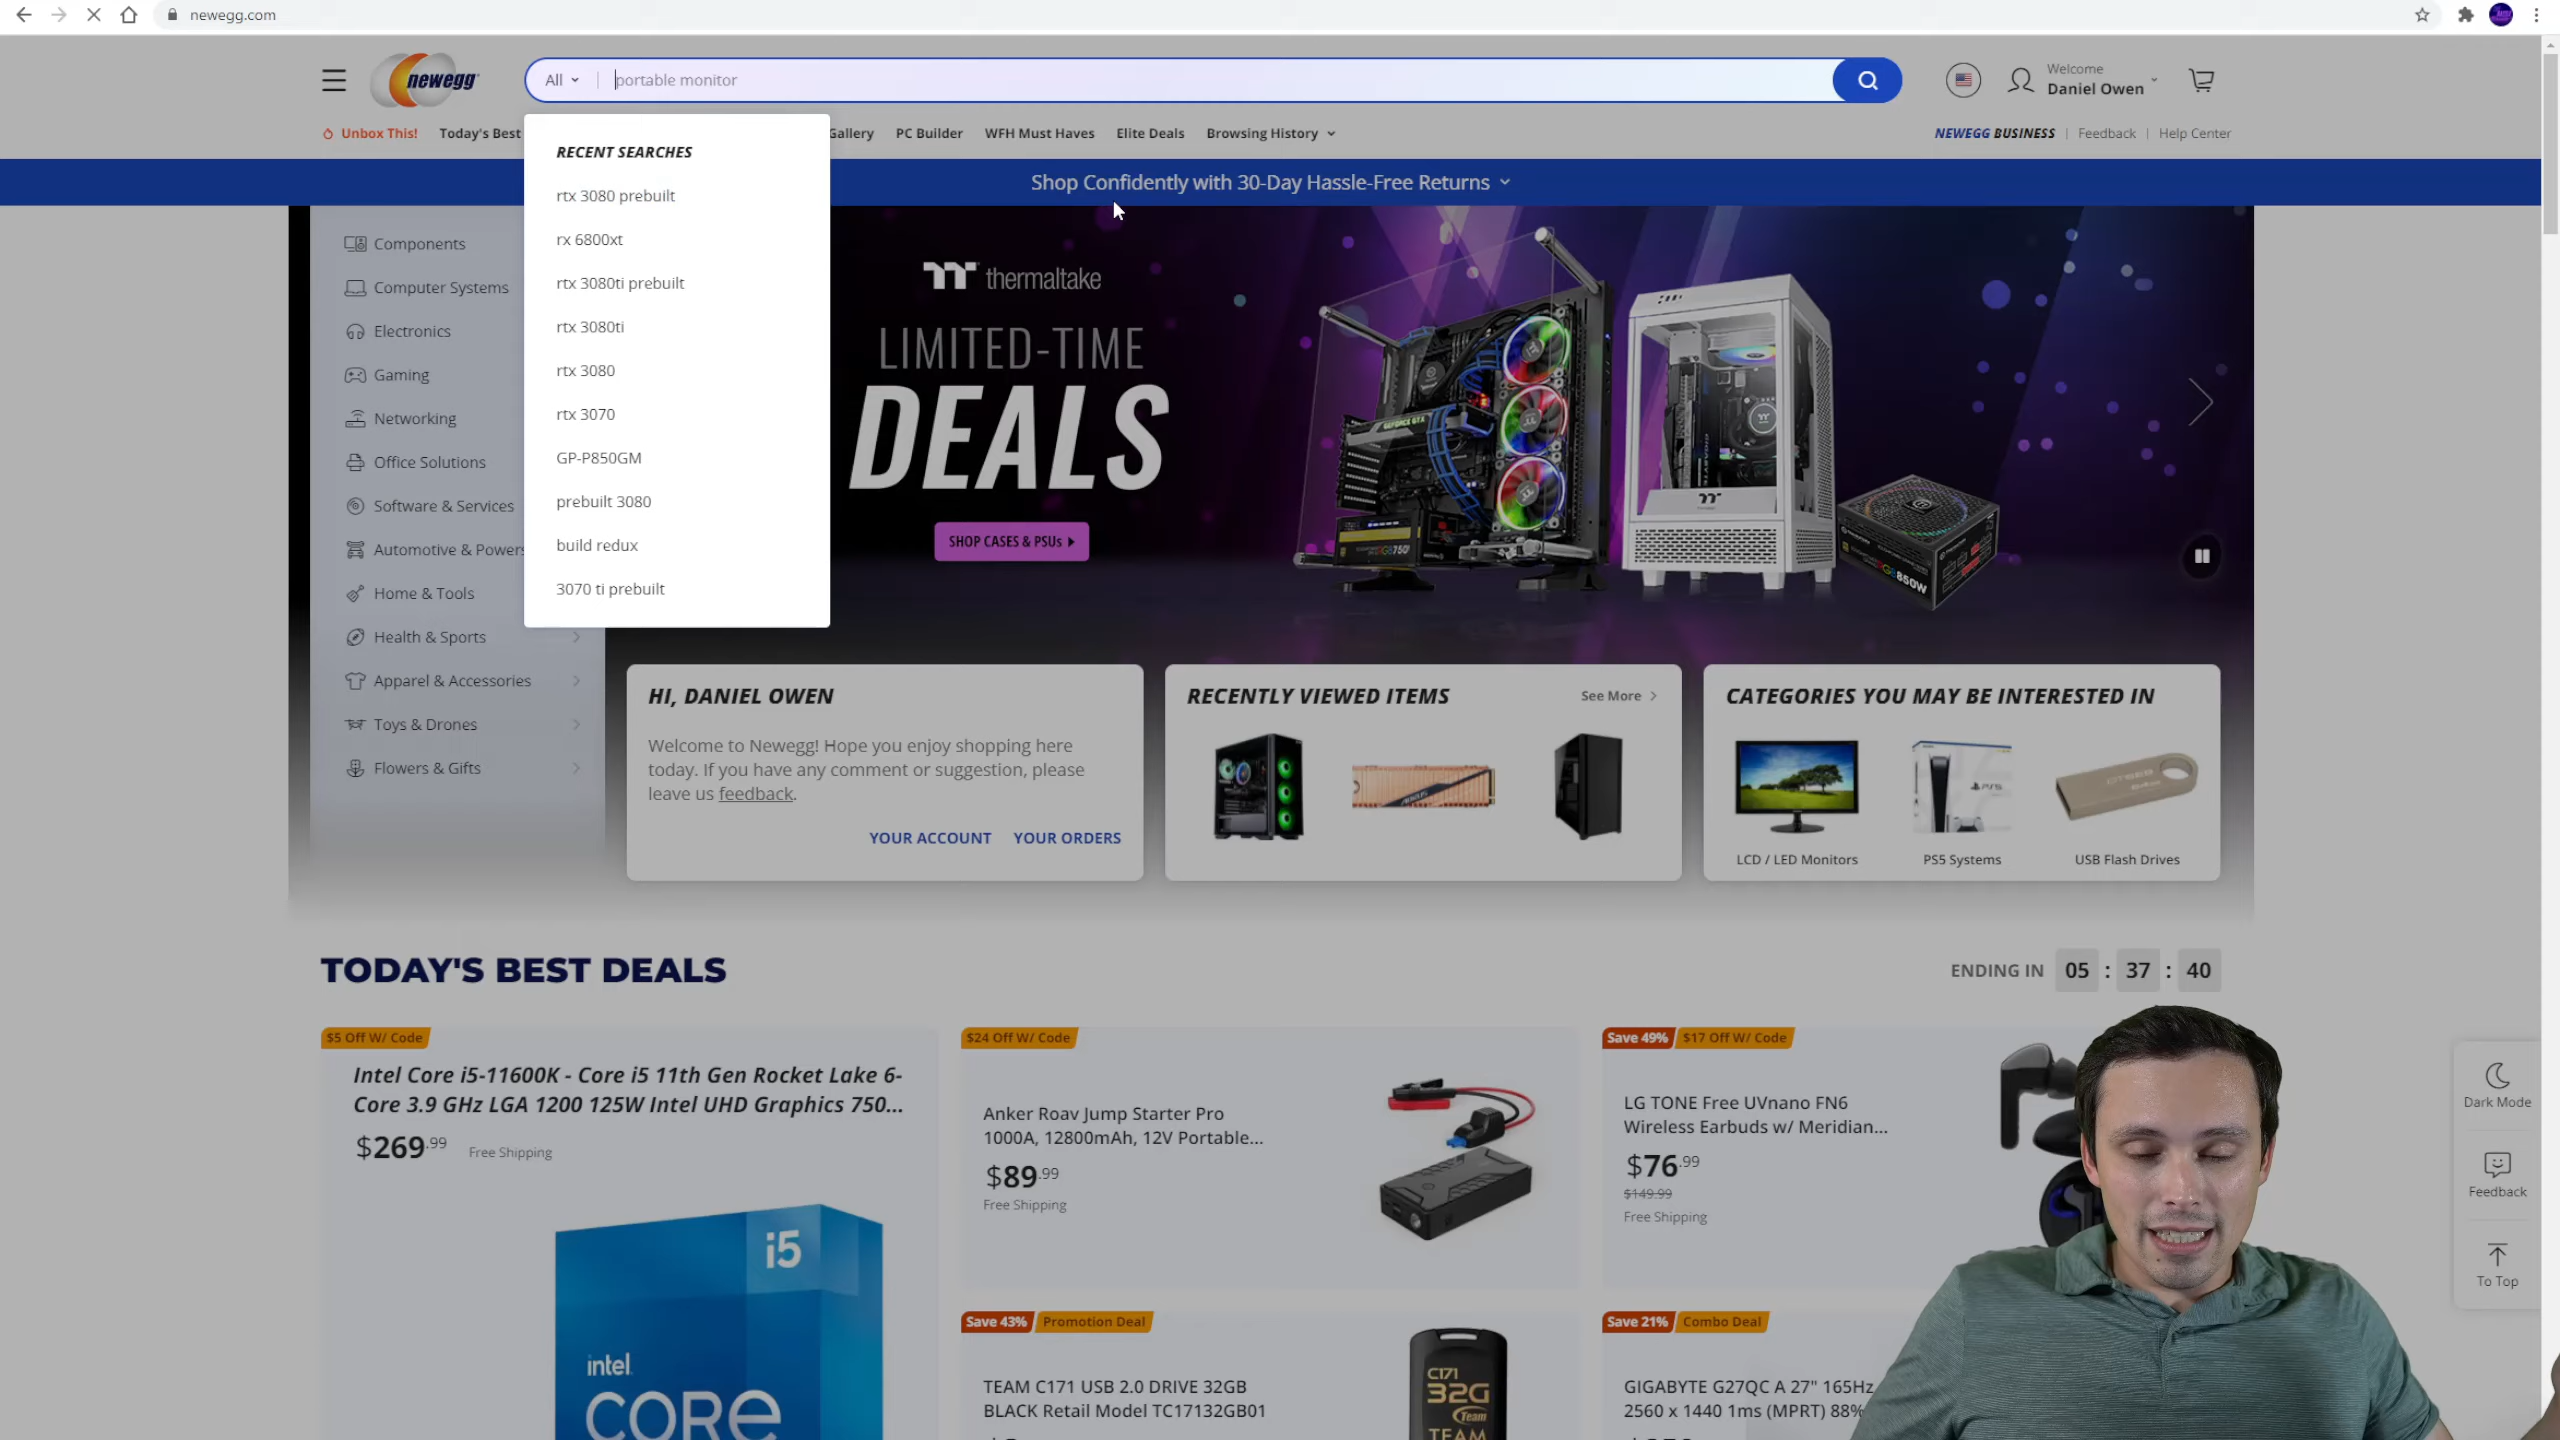 newegg.com
newegg
All
portable monitor
Welcome
Daniel Owen
Unbox This!
Today's Best
Gallery
PC Builder
WFH Must Haves
Elite Deals
Browsing History
NEWEGG BUSINESS
Feedback
Help Center
RECENT SEARCHES
rtx 3080 prebuilt
rx 6800xt
rtx 3080ti prebuilt
rtx 3080ti
rtx 3080
rtx 3070
GP-P850GM
prebuilt 3080
build redux
3070 ti prebuilt
Shop Confidently with 30-Day Hassle-Free Returns
Components
Computer Systems
Electronics
Gaming
Networking
Office Solutions
Software & Services
Automotive & Powers
Home & Tools
Health & Sports
Apparel & Accessories
Toys & Drones
Flowers & Gifts
thermaltake
LIMITED-TIME
DEALS
SHOP CASES & PSUs
GEFORCE GTX
850W
HI, DANIEL OWEN
Welcome to Newegg! Hope you enjoy shopping here
today. If you have any comment or suggestion, please
leave us feedback.
YOUR ACCOUNT
YOUR ORDERS
RECENTLY VIEWED ITEMS
See More
CATEGORIES YOU MAY BE INTERESTED IN
LCD / LED Monitors
PS5 Systems
USB Flash Drives
TODAY'S BEST DEALS
ENDING IN 05 : 37 : 40
$5 Off W/ Code
Intel Core i5-11600K - Core i5 11th Gen Rocket Lake 6-
Core 3.9 GHz LGA 1200 125W Intel UHD Graphics 750...
$269.99
Free Shipping
i5
intel
CORE
$24 Off W/ Code
Anker Roav Jump Starter Pro
1000A, 12800mAh, 12V Portable...
$89.99
Free Shipping
Save 49%
$17 Off W/ Code
LG TONE Free UVnano FN6
Wireless Earbuds w/ Meridian...
$76.99
$149.99
Free Shipping
Save 43%
Promotion Deal
TEAM C171 USB 2.0 DRIVE 32GB
BLACK Retail Model TC17132GB01
C171
32G
Team
TEAM
Save 21%
Combo Deal
GIGABYTE G27QC A 27" 165Hz
2560 x 1440 1ms (MPRT) 88%
Dark Mode
Feedback
To Top